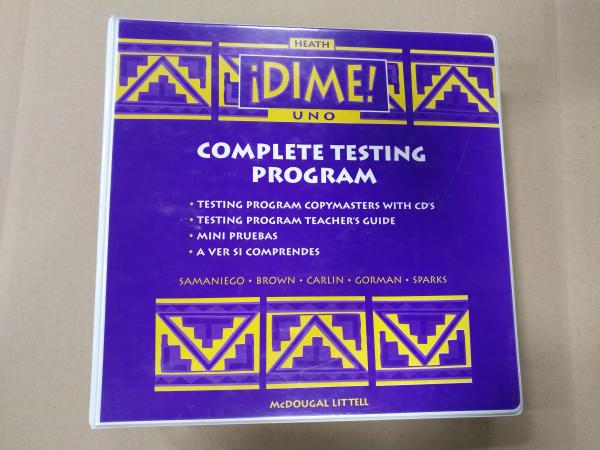 HEATH
¡DIME!
UNO
COMPLETE TESTING
PROGRAM
• TESTING PROGRAM COPYMASTERS WITH CD'S
• TESTING PROGRAM TEACHER'S GUIDE
• MINI PRUEBAS
• A VER SI COMPRENDES
SAMANIEGO • BROWN • CARLIN • GORMAN • SPARKS
McDOUGAL LITTELL